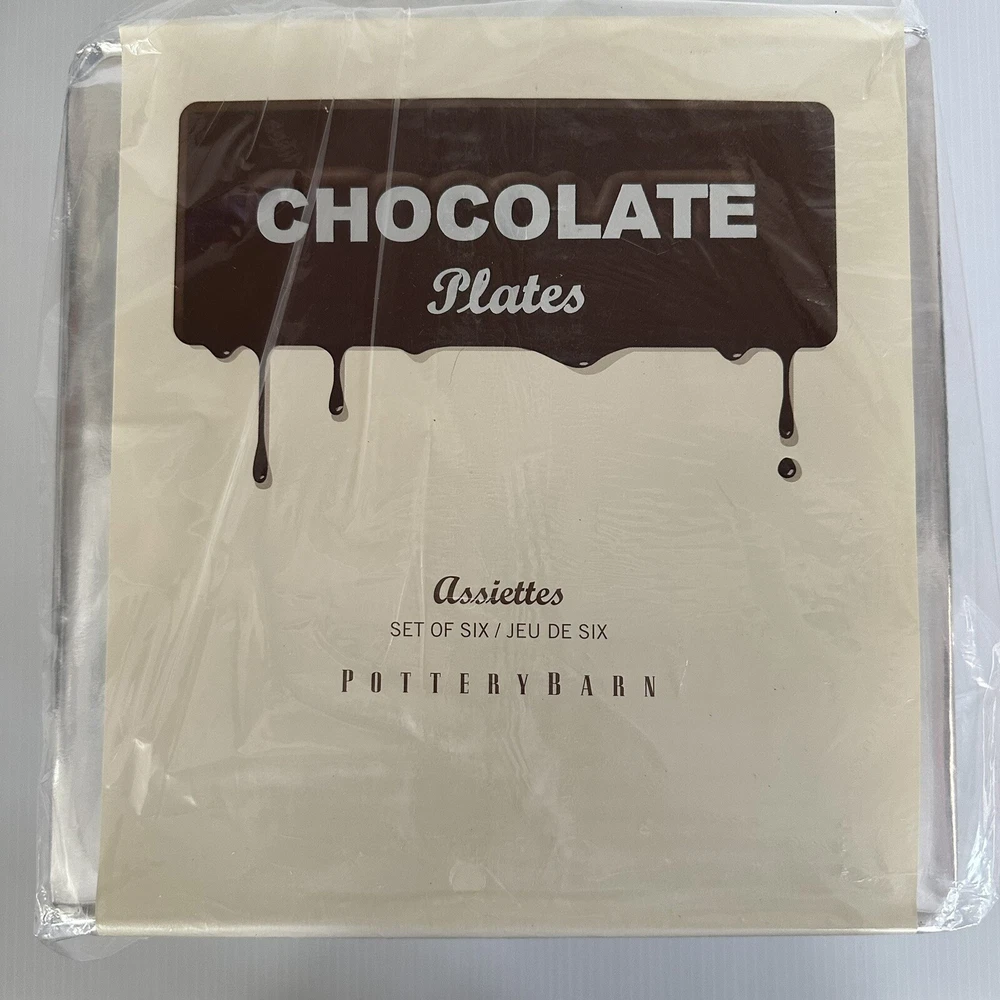 CHOCOLATE
Plates
Assiettes
SET OF SIX / JEU DE SIX
POTTERYBARN